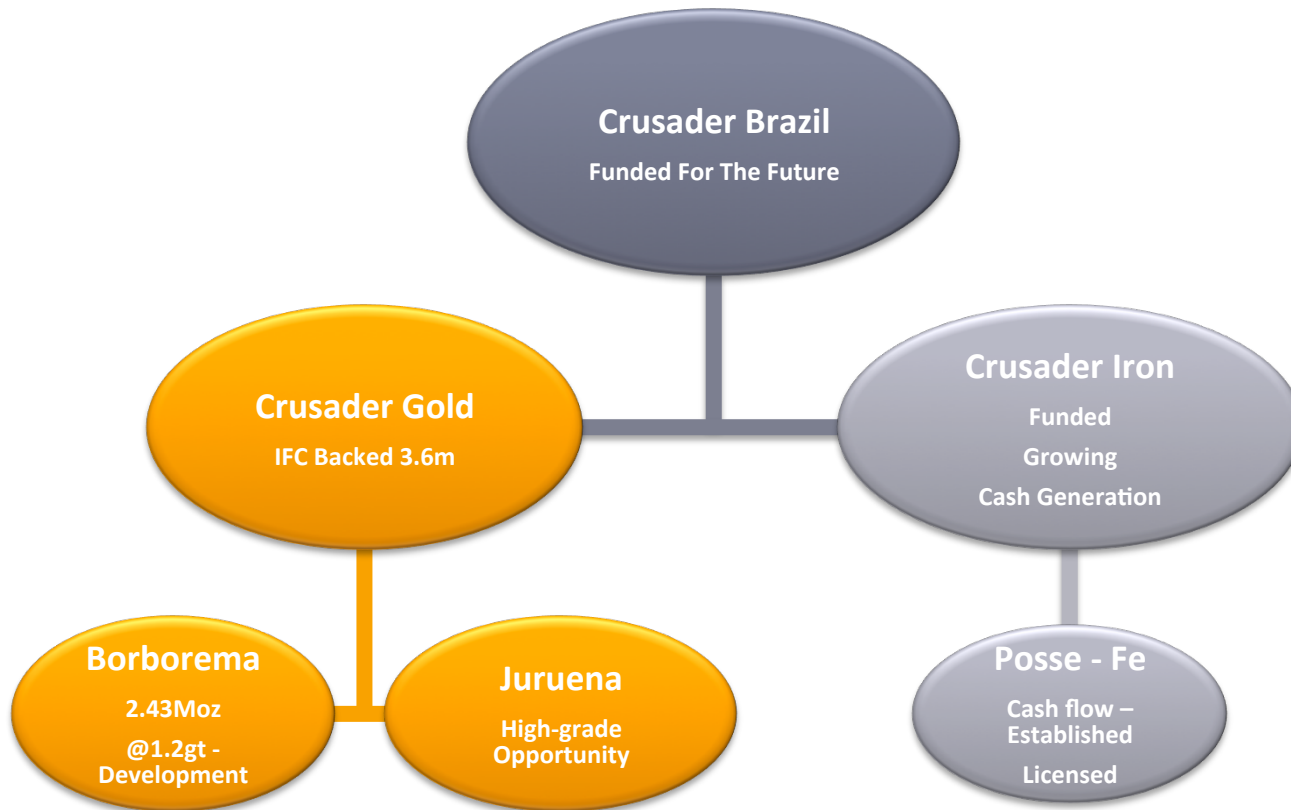 Crusader Brazil
Funded For The Future
Crusader Gold
IFC Backed 3.6m
Crusader Iron
Funded
Growing
Cash Generation
Borborema
2.43Moz
@1.2gt -
Development
Juruena
High-grade
Opportunity
Posse - Fe
Cash flow –
Established
Licensed